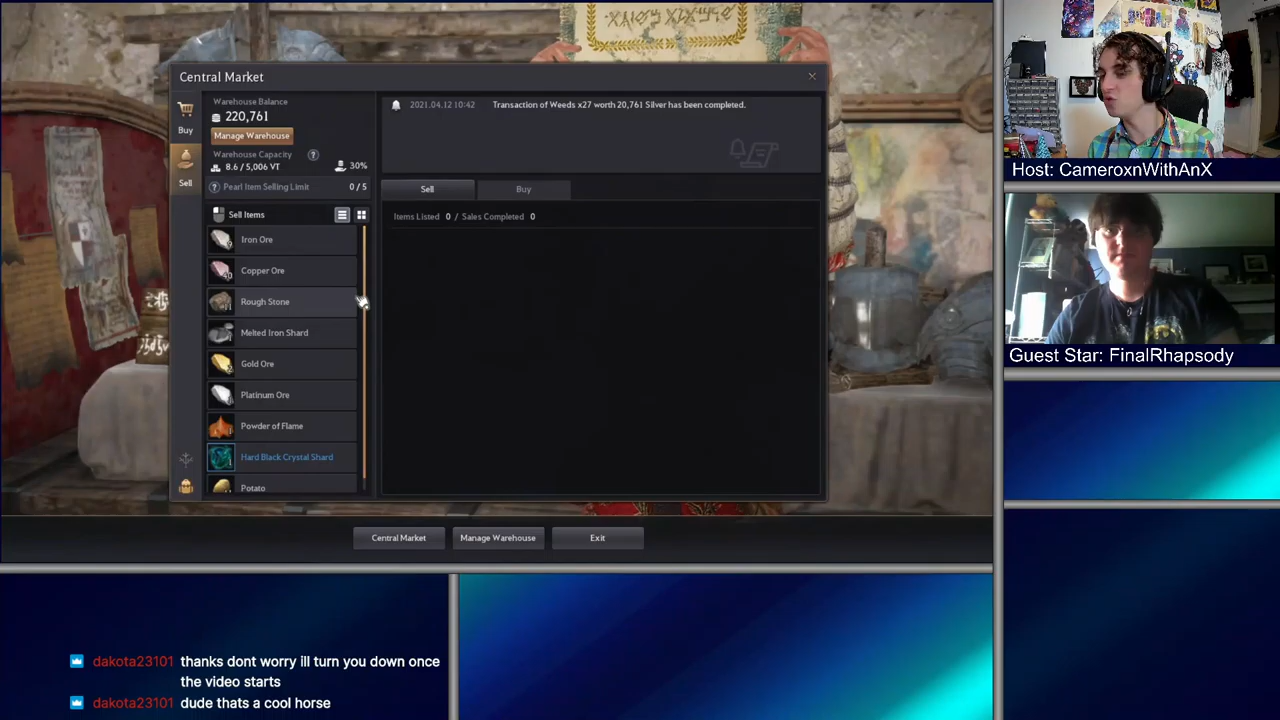 Central Market
Warehouse Balance
220,761
Manage Warehouse
Warehouse Capacity
8.6 / 5,006 VT
30%
Pearl Item Selling Limit
0 / 5
Buy
Sell
2021.04.12 10:42 Transaction of Weeds x27 worth 20,761 Silver has been completed.
Sell Items
Iron Ore
Copper Ore
Rough Stone
Melted Iron Shard
Gold Ore
Platinum Ore
Powder of Flame
Hard Black Crystal Shard
Potato
Sell
Buy
Items Listed 0 / Sales Completed 0
Central Market
Manage Warehouse
Exit
Host: CameroxnWithAnX
Guest Star: FinalRhapsody
dakota23101 thanks dont worry ill turn you down once
the video starts
dakota23101 dude thats a cool horse